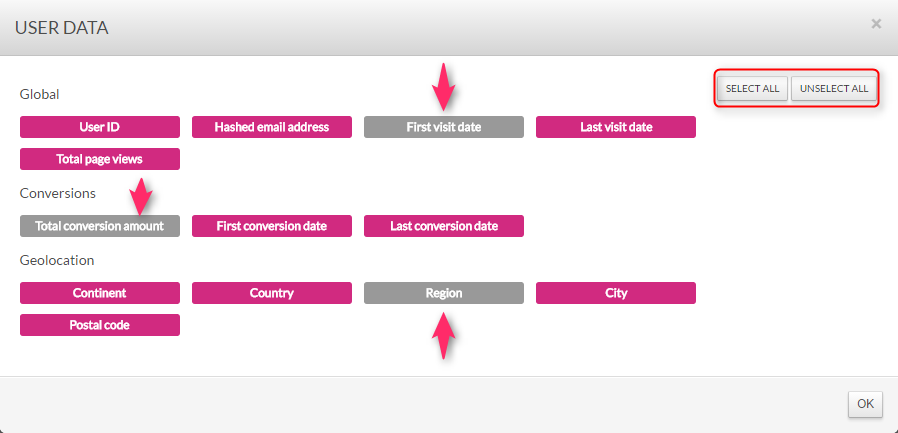 USER DATA
×
Global
SELECT ALL UNSELECT ALL
User ID Hashed email address First visit date Last visit date
Total page views
Conversions
Total conversion amount First conversion date Last conversion date
Geolocation
Continent Country Region City
Postal code
OK